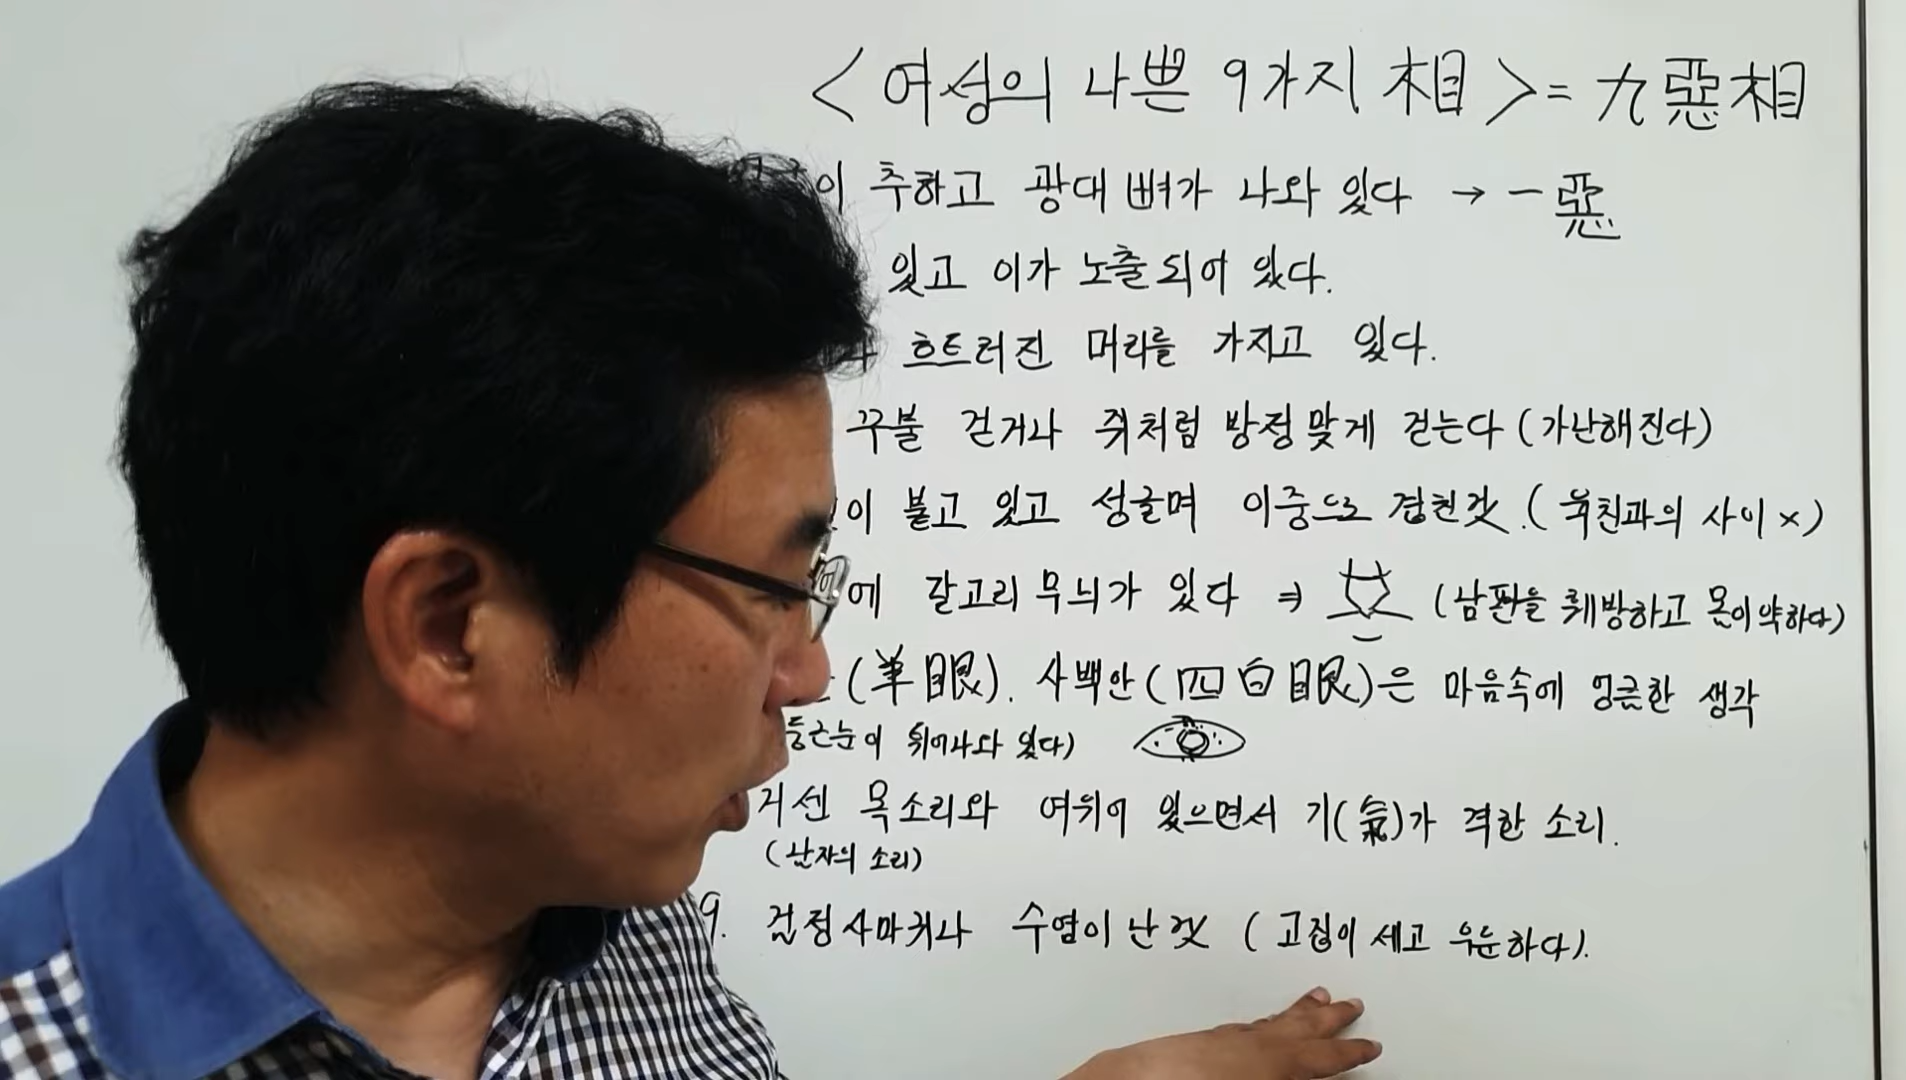 < 여성의 나쁜 9가지 相 > = 九惡相
이 추하고 광대 뼈가 나와 있다 → 一惡
있고 이가 노출되어 있다.
흐트러진 머리를 가지고 있다.
꾸불 걷거나 쥐처럼 방정맞게 걷는다 (가난해진다)
이 붉고 있고 성글며 이중으로 겹친것. (육친과의 사이 x)
에 갈고리 무늬가 있다 ⇒ (남편을 훼방하고 몬이약하다)
(羊眼). 사백안(四白眼)은 마음속에 엉큼한 생각
둥근눈이 튀어나와 있다)
거센 목소리와 여위어 있으면서 기(氣)가 격한 소리.
(남자의 소리)
9. 검정사마귀나 수염이 난것 (고집이 세고 우둔하다).